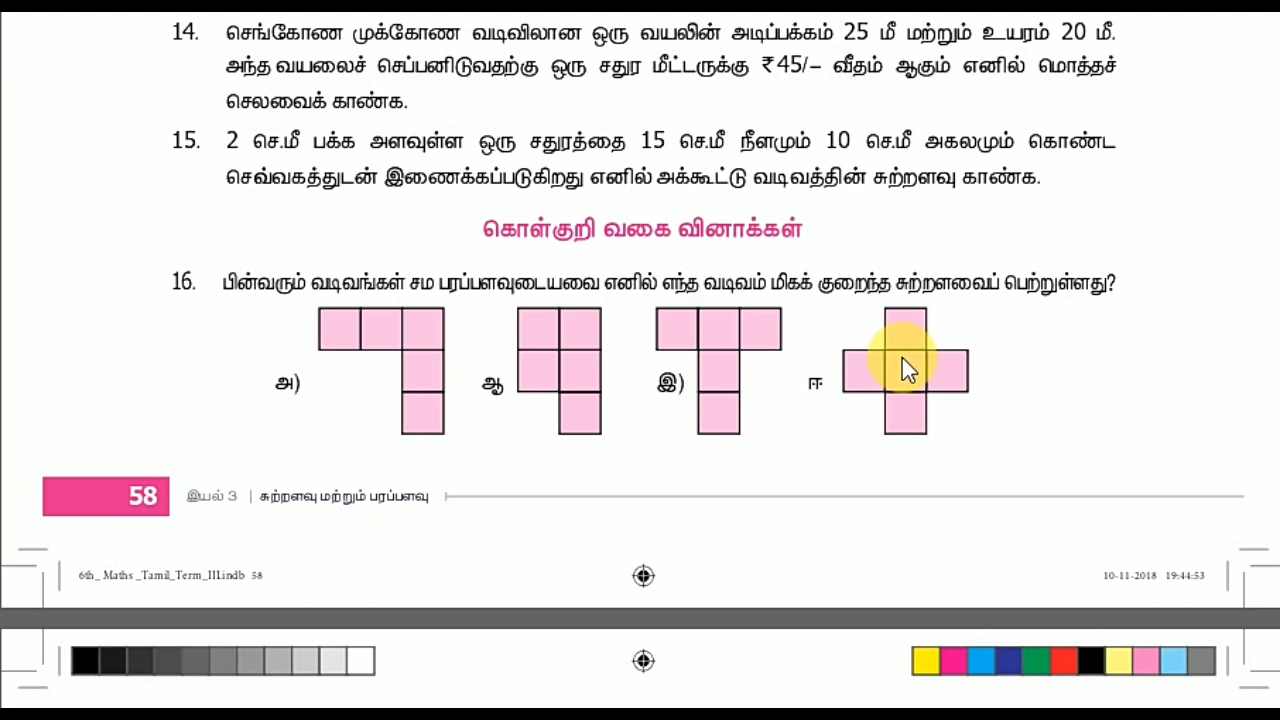 14. செங்கோண முக்கோண வடிவிலான ஒரு வயலின் அடிப்பக்கம் 25 மீ மற்றும் உயரம் 20 மீ.
அந்த வயலைச் செப்பனிடுவதற்கு ஒரு சதுர மீட்டருக்கு ₹45/– வீதம் ஆகும் எனில் மொத்தச்
செலவைக் காண்க.
15. 2 செ.மீ பக்க அளவுள்ள ஒரு சதுரத்தை 15 செ.மீ நீளமும் 10 செ.மீ அகலமும் கொண்ட
செவ்வகத்துடன் இணைக்கப்படுகிறது எனில் அக்கூட்டு வடிவத்தின் சுற்றளவு காண்க.
கொள்குறி வகை வினாக்கள்
16. பின்வரும் வடிவங்கள் சம பரப்பளவுடையவை எனில் எந்த வடிவம் மிகக் குறைந்த சுற்றளவைப் பெற்றுள்ளது?
அ) ஆ இ) ஈ
58 இயல் 3 | சுற்றளவு மற்றும் பரப்பளவு
6th_ Maths _Tamil_Term_III.indb 58 10-11-2018 19:44:53